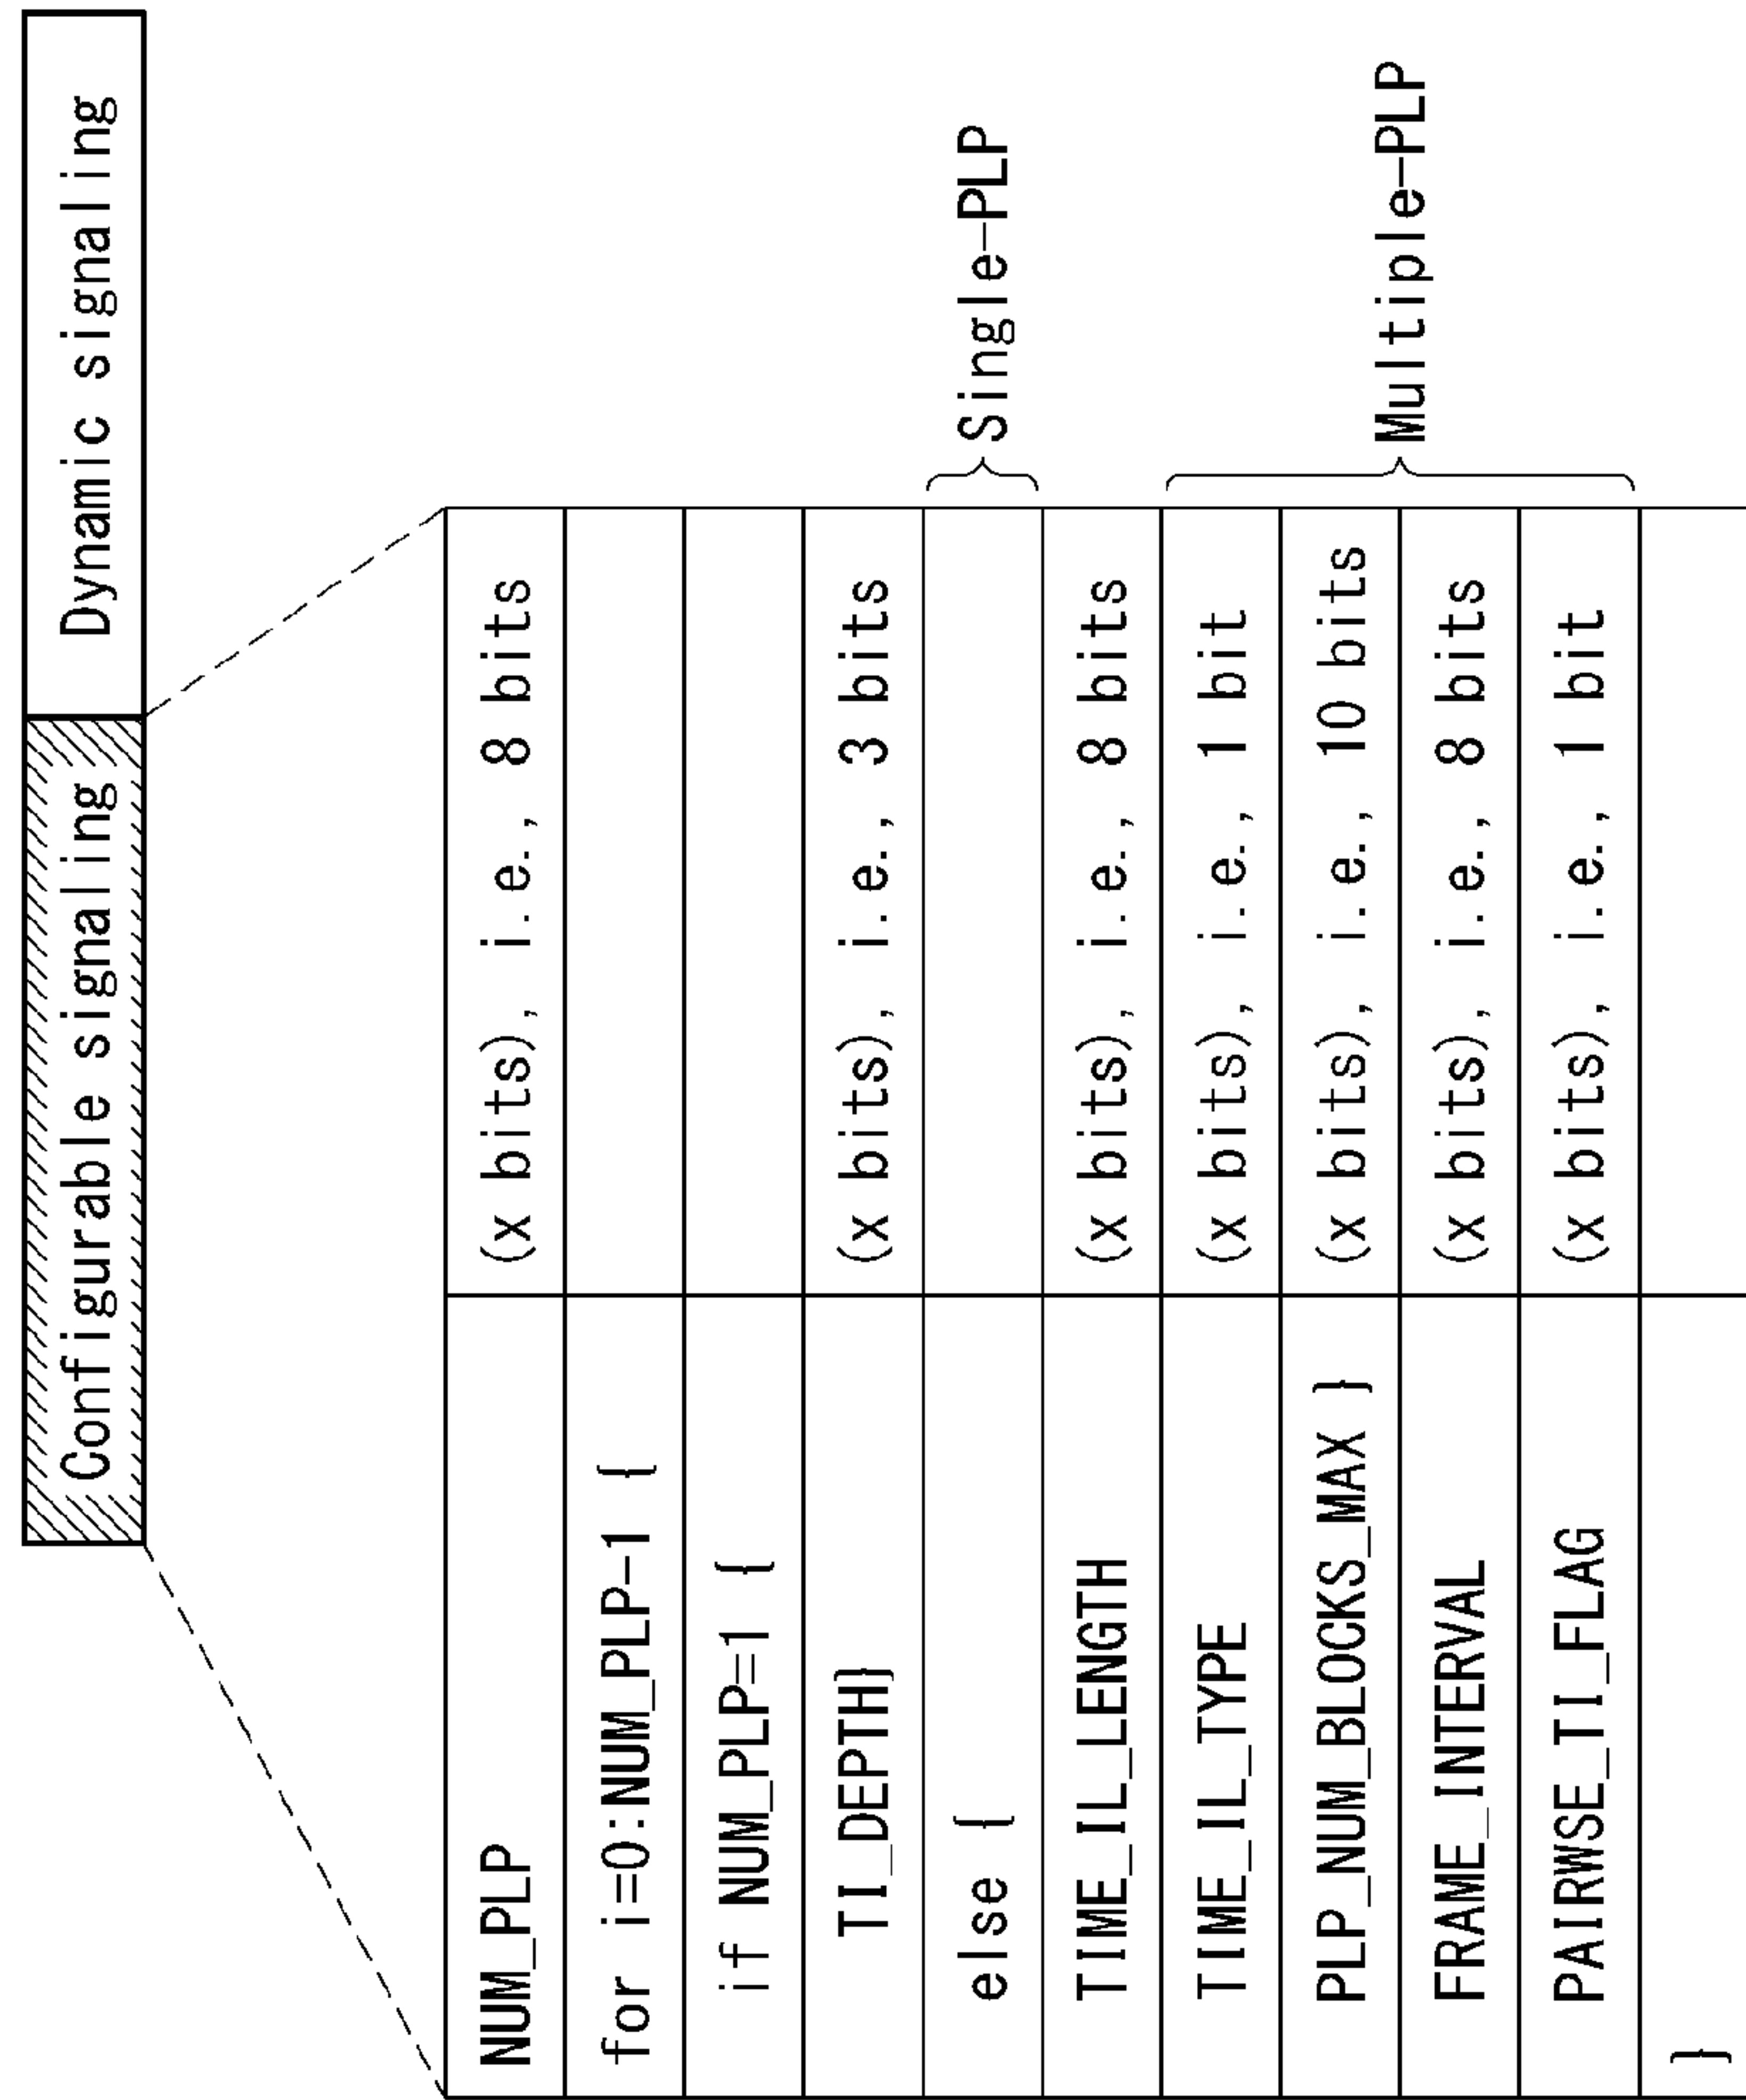 Configurable signaling Dynamic signaling
NUM_PLP (x bits), i.e., 8 bits
for i=0:NUM_PLP-1 {
if NUM_PLP=1 {
TI_DEPTH} (x bits), i.e., 3 bits
else { Single-PLP
TIME_IL_LENGTH (x bits), i.e., 8 bits
TIME_IL_TYPE (x bits), i.e., 1 bit
PLP_NUM_BLOCKS_MAX } (x bits), i.e., 10 bits Multiple-PLP
FRAME_INTERVAL (x bits), i.e., 8 bits
PAIRWSE_TI_FLAG (x bits), i.e., 1 bit
}